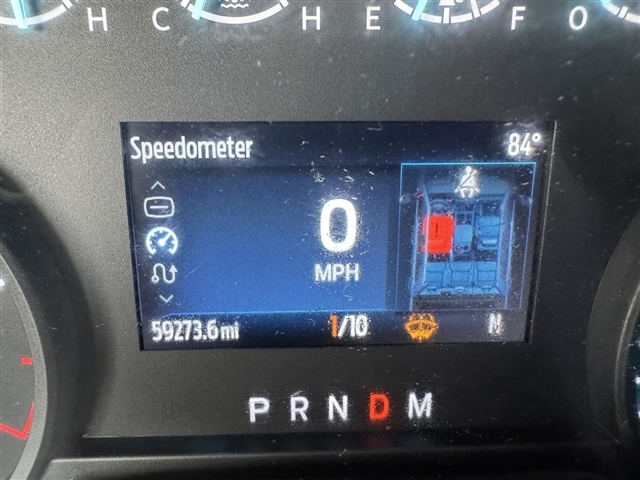 H C H E F O
Speedometer 84°
0
MPH
59273.6 mi 1/10 N
P R N D M